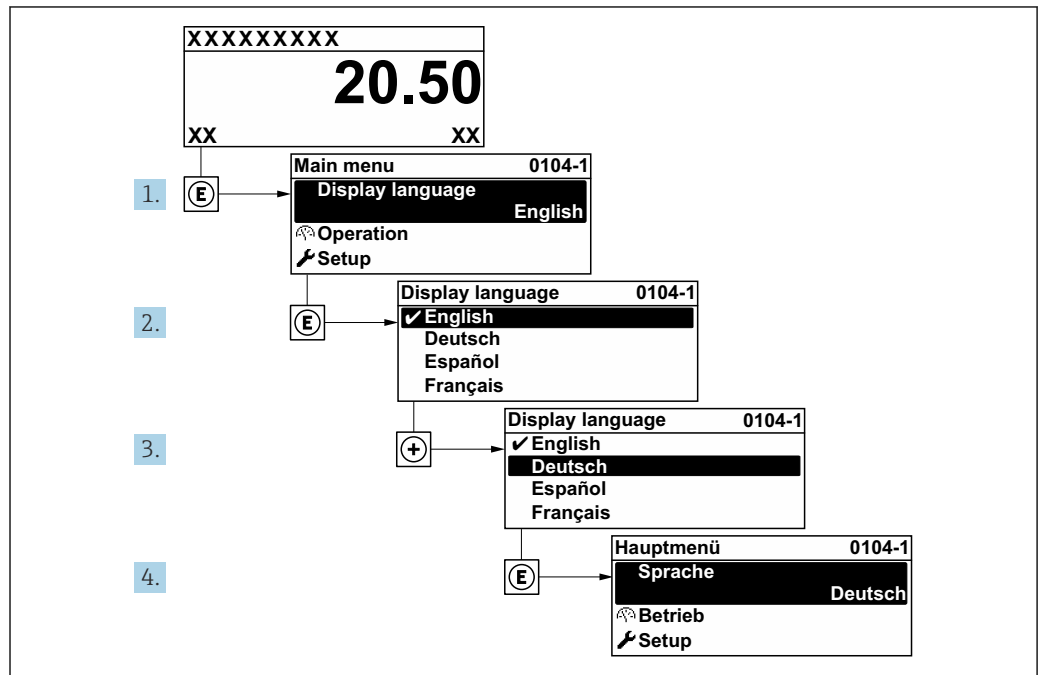 XXXXXXXXX
20.50
XX XX
1. E
Main menu 0104-1
Display language
English
Operation
Setup
2. E
Display language 0104-1
✔English
Deutsch
Español
Français
3. +
Display language 0104-1
✔English
Deutsch
Español
Français
4. E
Hauptmenü 0104-1
Sprache
Deutsch
Betrieb
Setup